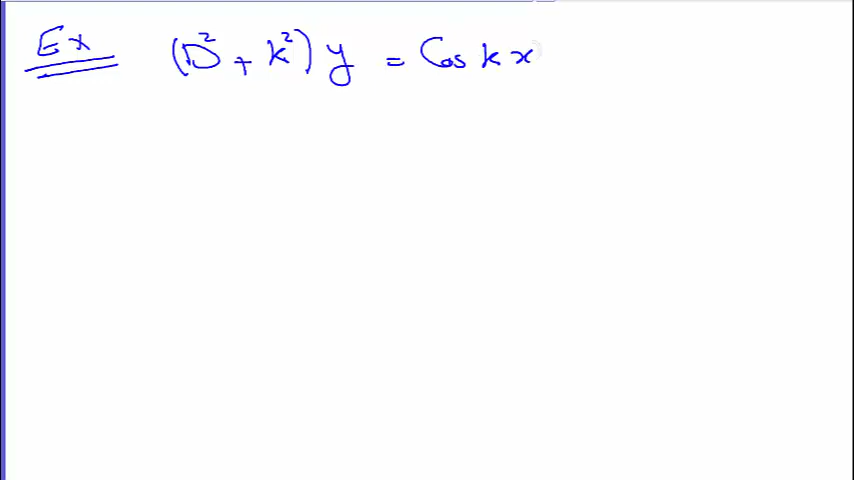 Ex (D² + k²) y = Cos kx